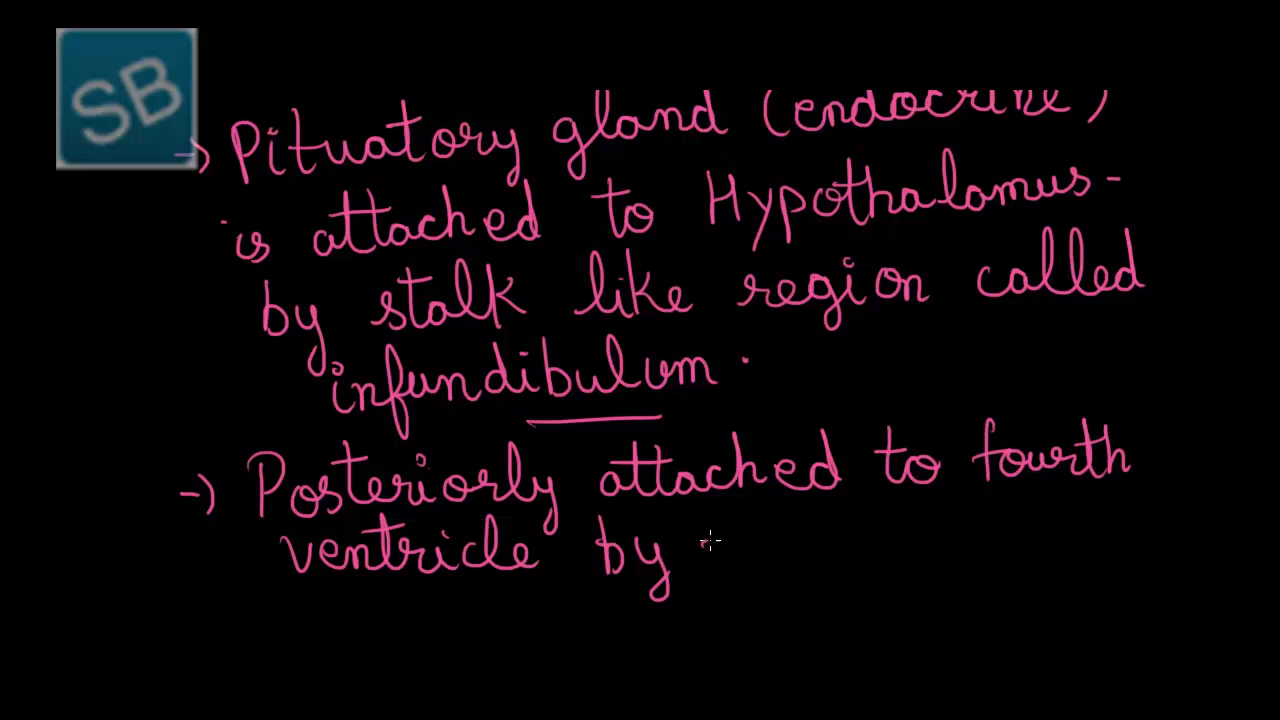 SB
→ Pituatory gland (endocrine)
is attached to Hypothalamus-
by stalk like region called
infundibulum.
→ Posteriorly attached to fourth
ventricle by